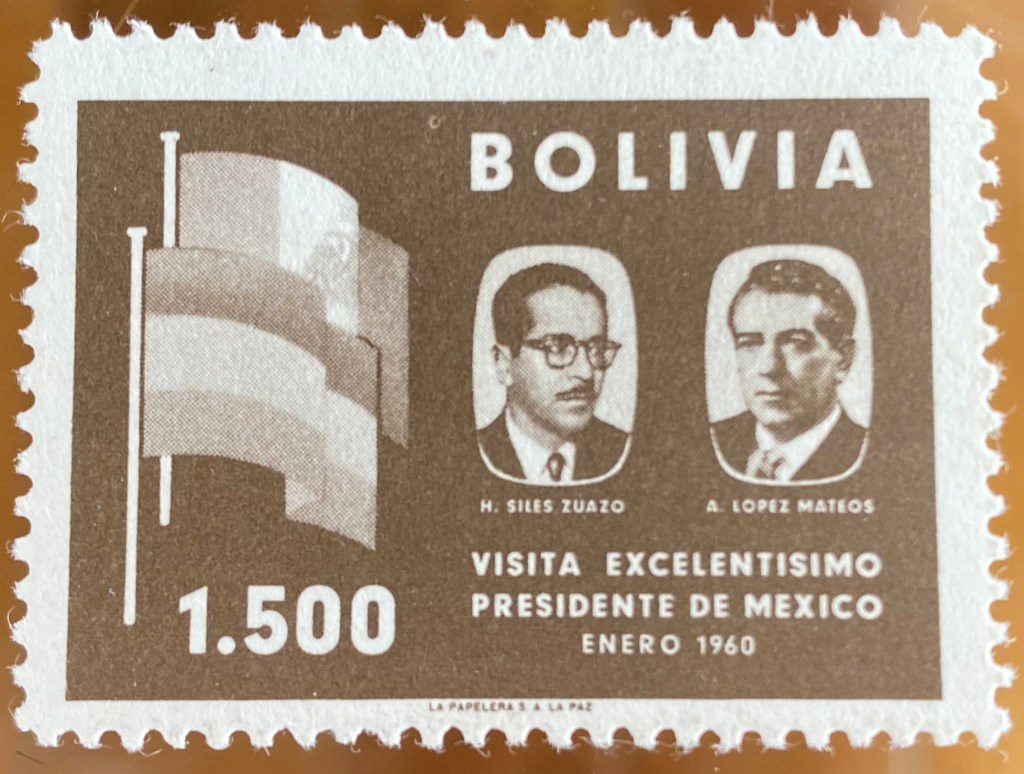 BOLIVIA
H. SILES ZUAZO
A. LOPEZ MATEOS
VISITA EXCELENTISIMO
PRESIDENTE DE MEXICO
ENERO 1960
1.500
LA PAPELERA S. A. LA PAZ